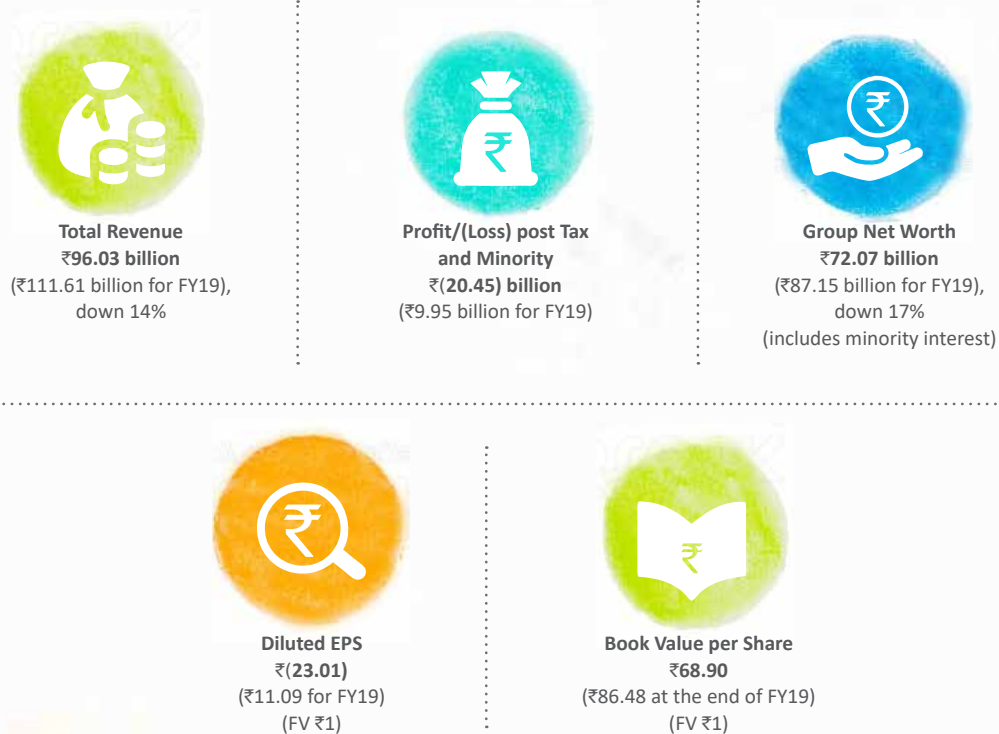 Total Revenue
₹96.03 billion
(₹111.61 billion for FY19),
down 14%
Profit/(Loss) post Tax
and Minority
₹(20.45) billion
(₹9.95 billion for FY19)
Group Net Worth
₹72.07 billion
(₹87.15 billion for FY19),
down 17%
(includes minority interest)
Diluted EPS
₹(23.01)
(₹11.09 for FY19)
(FV ₹1)
Book Value per Share
₹68.90
(₹86.48 at the end of FY19)
(FV ₹1)